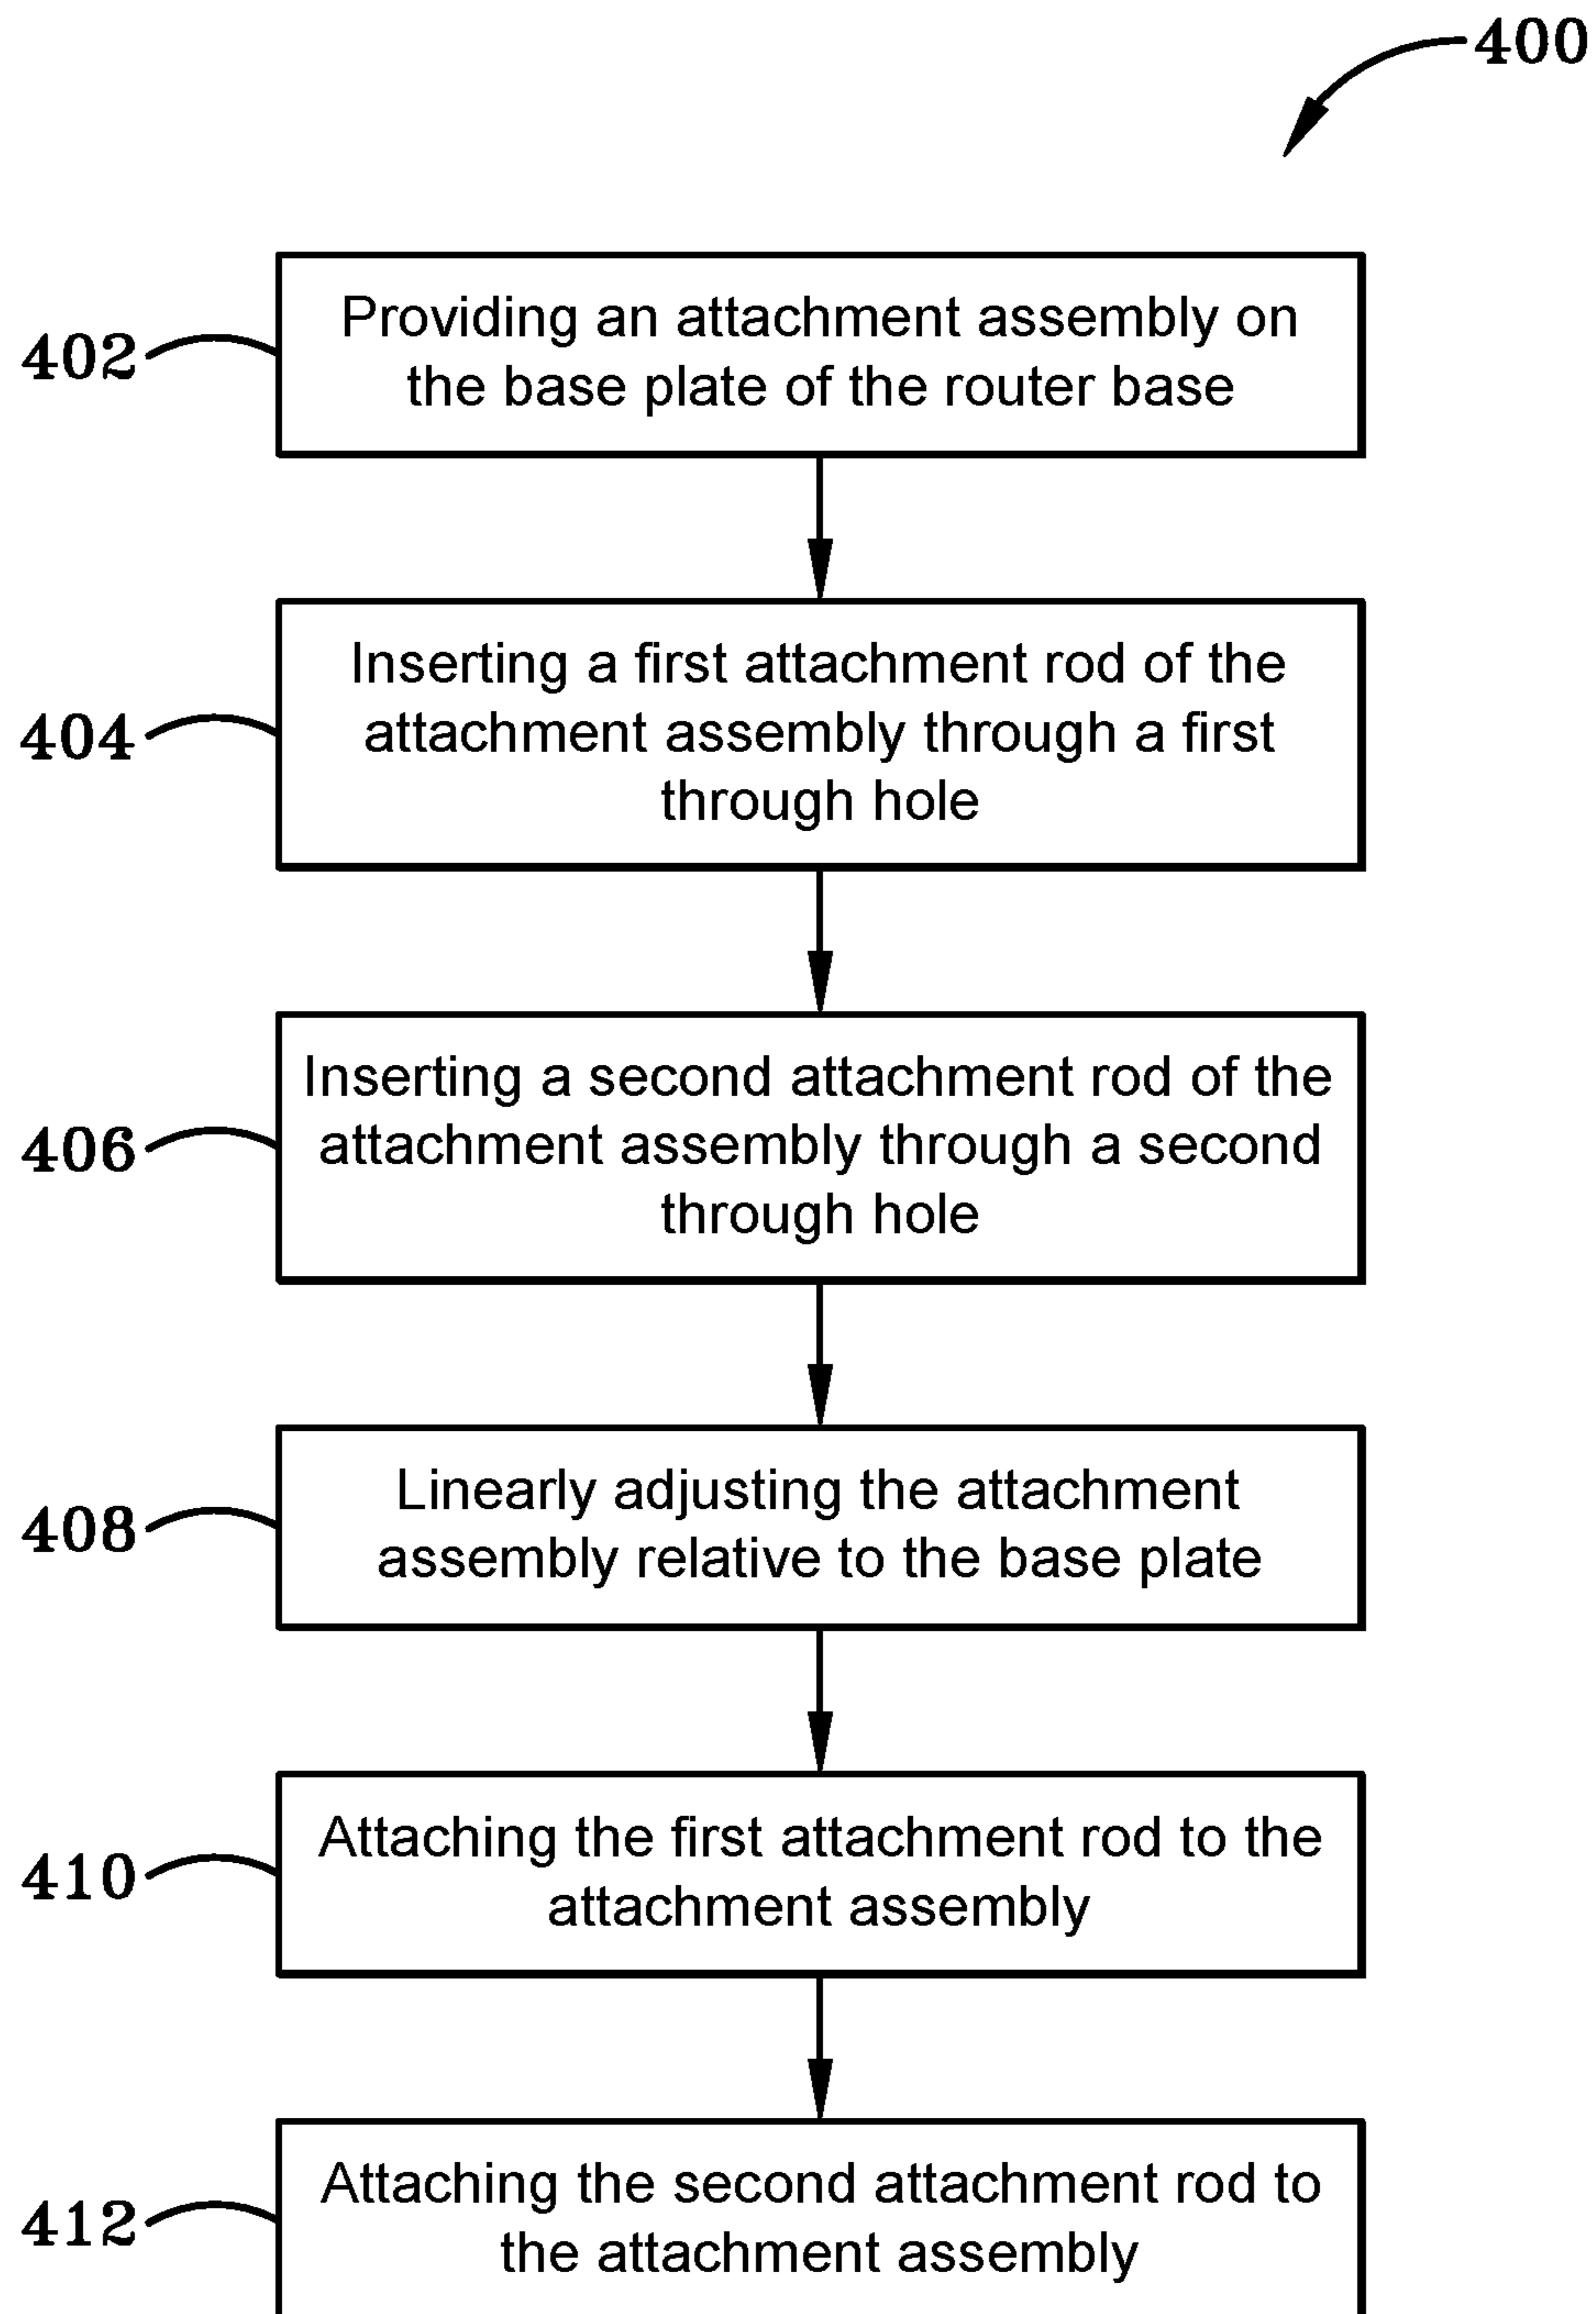 400
402
Providing an attachment assembly on
the base plate of the router base
404
Inserting a first attachment rod of the
attachment assembly through a first
through hole
406
Inserting a second attachment rod of the
attachment assembly through a second
through hole
408
Linearly adjusting the attachment
assembly relative to the base plate
410
Attaching the first attachment rod to the
attachment assembly
412
Attaching the second attachment rod to
the attachment assembly